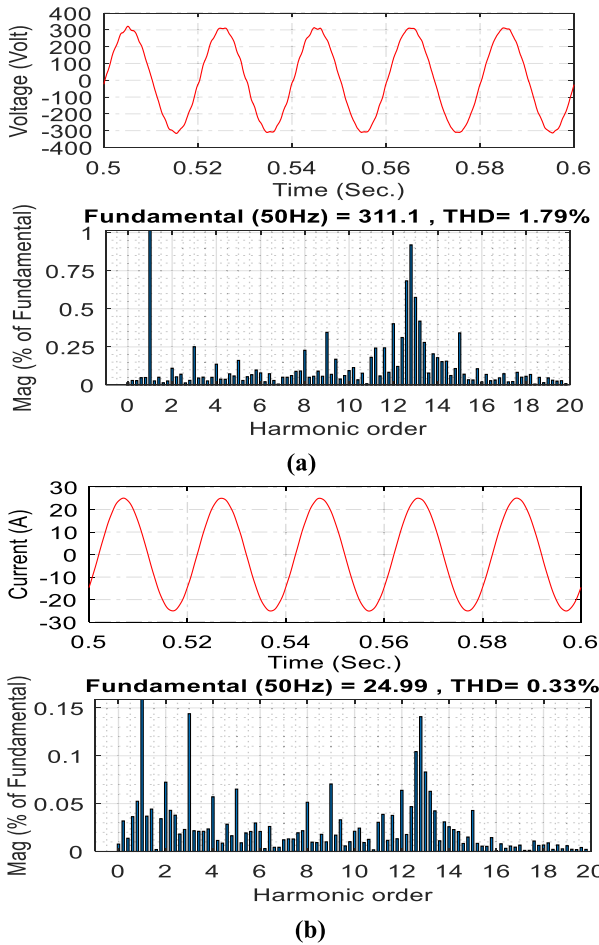 Voltage (Volt)
400
300
200
100
0
-100
-200
-300
-400
0.5 0.52 0.54 0.56 0.58 0.6
Time (Sec.)
Fundamental (50Hz) = 311.1 , THD= 1.79%
Mag (% of Fundamental)
1
0.75
0.5
0.25
0
0 2 4 6 8 10 12 14 16 18 20
Harmonic order
(a)
Current (A)
30
20
10
0
-10
-20
-30
0.5 0.52 0.54 0.56 0.58 0.6
Time (Sec.)
Fundamental (50Hz) = 24.99 , THD= 0.33%
Mag (% of Fundamental)
0.15
0.1
0.05
0
0 2 4 6 8 10 12 14 16 18 20
Harmonic order
(b)